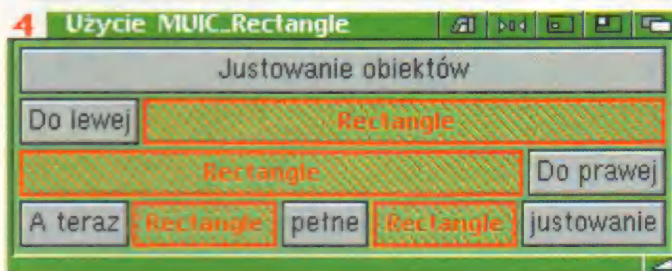 4 Użycie MUIC_Rectangle
Justowanie obiektów
Do lewej Rectangle
Rectangle Do prawej
A teraz Rectangle pełne Rectangle justowanie